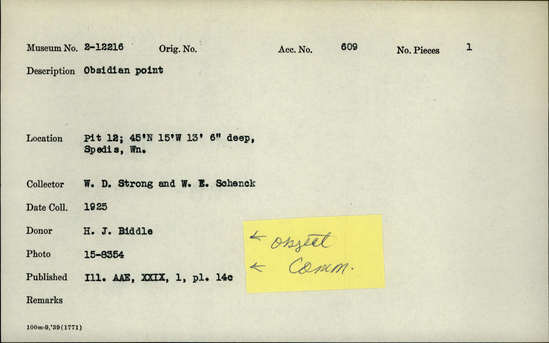 Museum No. 2-12216 Orig. No. Acc. No. 609 No. Pieces 1
Description Obsidian point
Location Pit 12; 45'N 15'W 13' 6" deep,
Spedis, Wn.
Collector W. D. Strong and W. E. Schenck
Date Coll. 1925
Donor H. J. Biddle
Photo 15-8354
Published Ill. AAE, XXIX, 1, pl. 14c
Remarks
← object
← Comm.
100m-9,'39(1771)